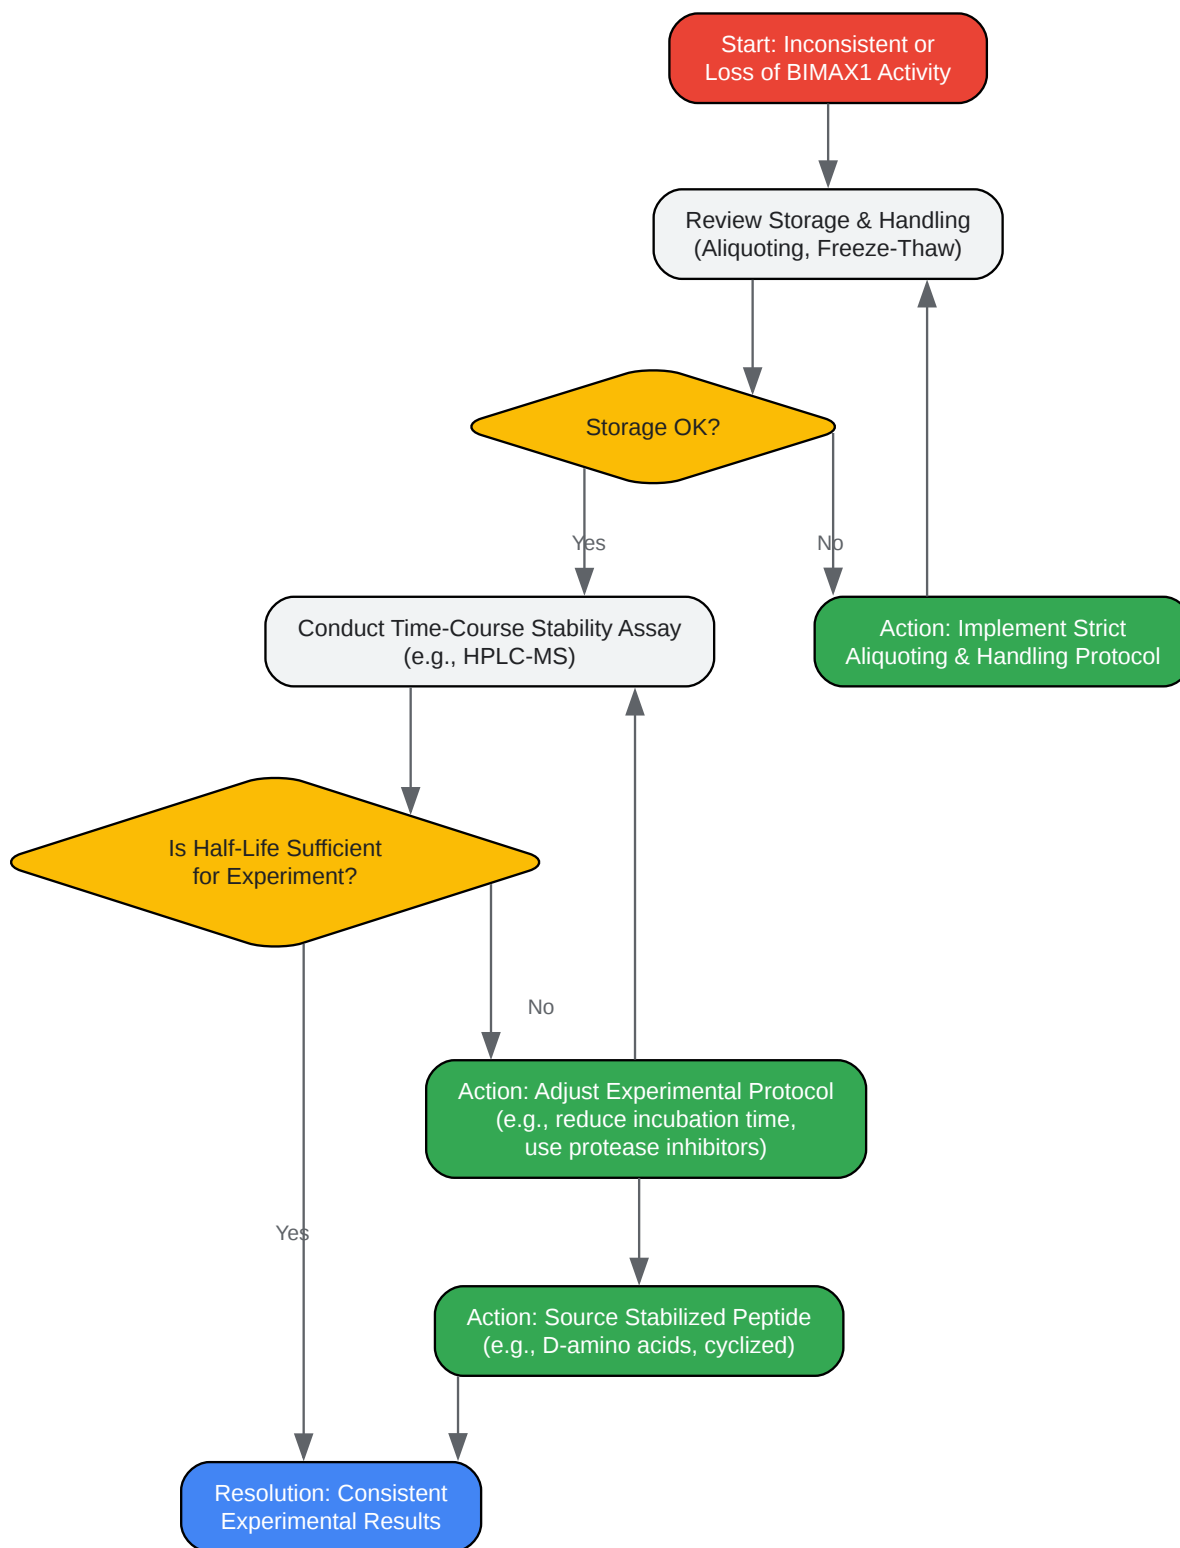 Start: Inconsistent or
Loss of BIMAX1 Activity
Review Storage & Handling
(Aliquoting, Freeze-Thaw)
Storage OK?
Yes
No
Conduct Time-Course Stability Assay
(e.g., HPLC-MS)
Action: Implement Strict
Aliquoting & Handling Protocol
Is Half-Life Sufficient
for Experiment?
No
Action: Adjust Experimental Protocol
(e.g., reduce incubation time,
use protease inhibitors)
Yes
Action: Source Stabilized Peptide
(e.g., D-amino acids, cyclized)
Resolution: Consistent
Experimental Results